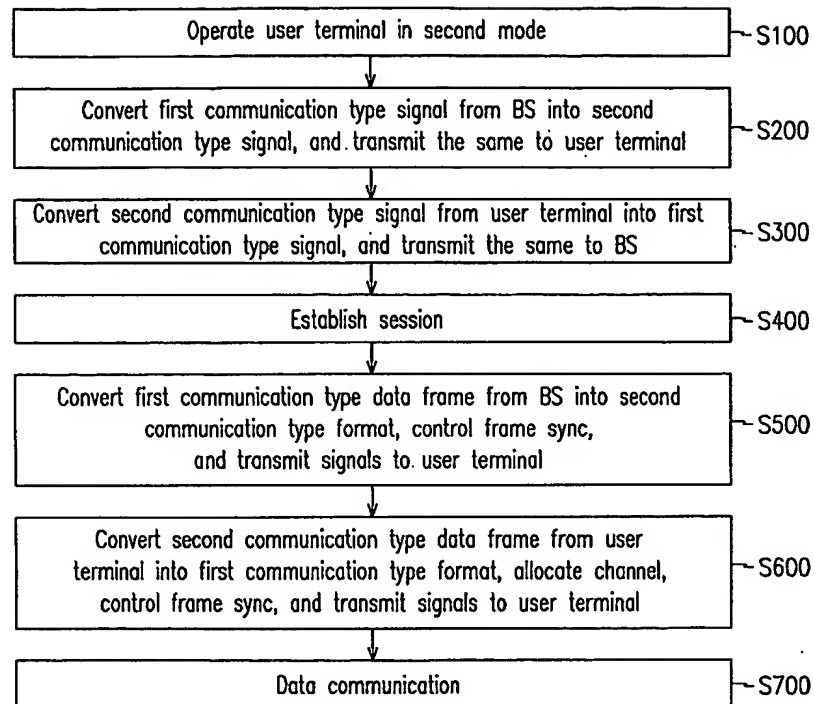 Operate user terminal in second mode
S100
Convert first communication type signal from BS into second
communication type signal, and transmit the same to user terminal
S200
Convert second communication type signal from user terminal into first
communication type signal, and transmit the same to BS
S300
Establish session
S400
Convert first communication type data frame from BS into second
communication type format, control frame sync,
and transmit signals to user terminal
S500
Convert second communication type data frame from user
terminal into first communication type format, allocate channel,
control frame sync, and transmit signals to user terminal
S600
Data communication
S700